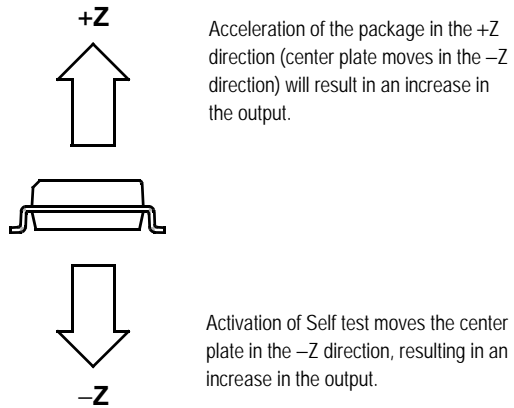 +Z
Acceleration of the package in the +Z
direction (center plate moves in the –Z
direction) will result in an increase in
the output.
Activation of Self test moves the center
plate in the –Z direction, resulting in an
increase in the output.
–Z